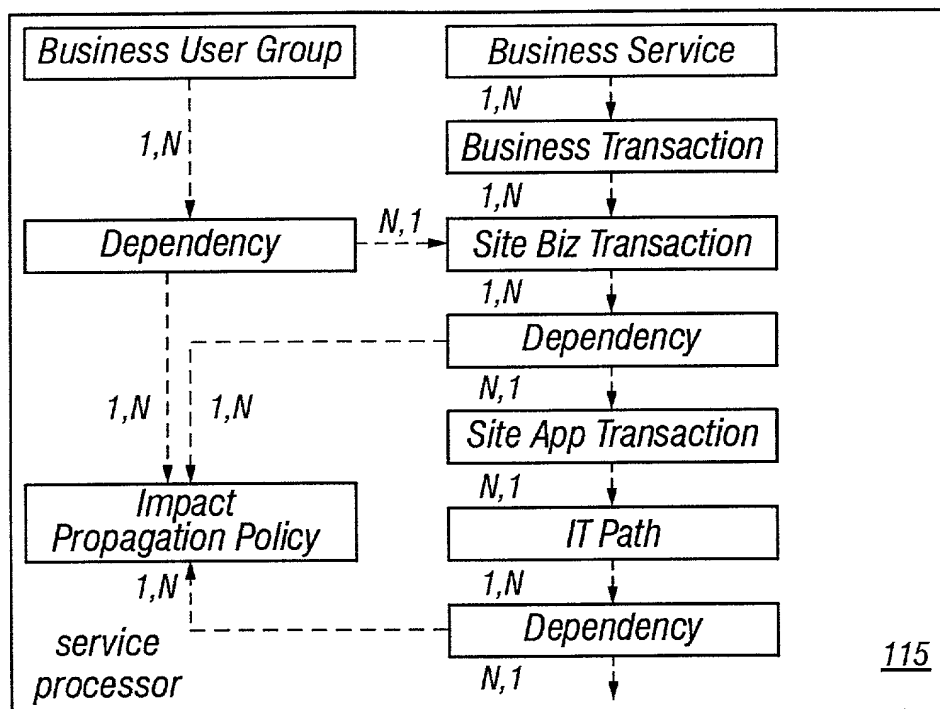 Business User Group
Business Service
1,N
Business Transaction
1,N
1,N
Dependency
N,1
Site Biz Transaction
1,N
Dependency
N,1
1,N
1,N
Site App Transaction
N,1
Impact
Propagation Policy
IT Path
1,N
1,N
Dependency
service
processor
N,1
115